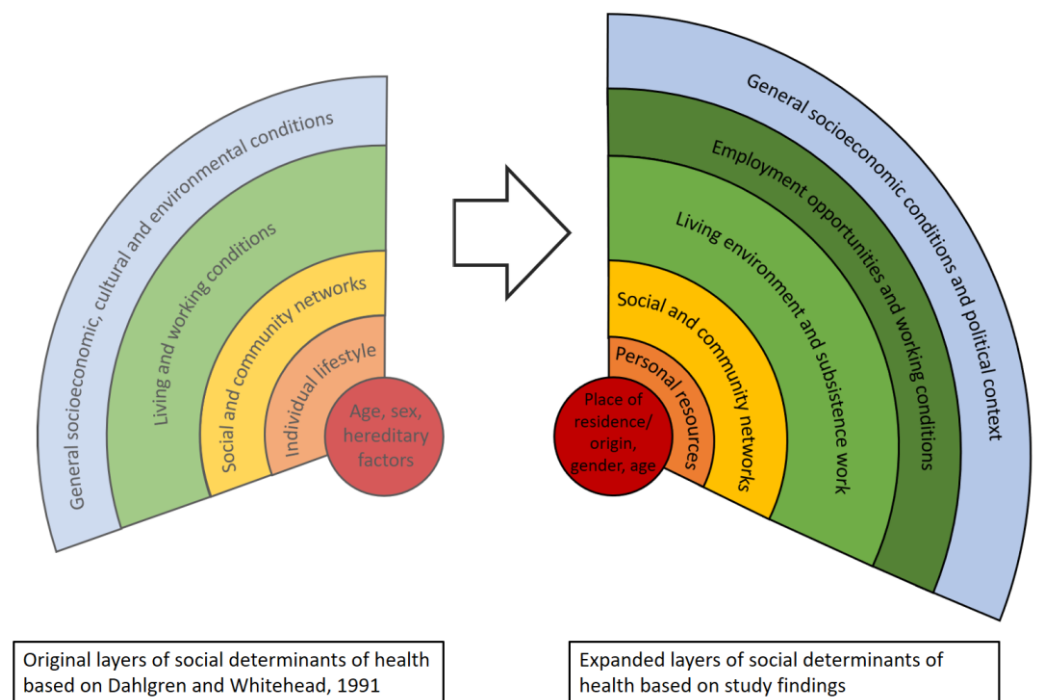 General socioeconomic, cultural and environmental conditions
Living and working conditions
Social and community networks
Individual lifestyle
Age, sex,
hereditary
factors
General socioeconomic conditions and political context
Employment opportunities and working conditions
Living environment and subsistence work
Social and community networks
Personal resources
Place of
residence/
origin,
gender, age
Original layers of social determinants of health
based on Dahlgren and Whitehead, 1991
Expanded layers of social determinants of
health based on study findings